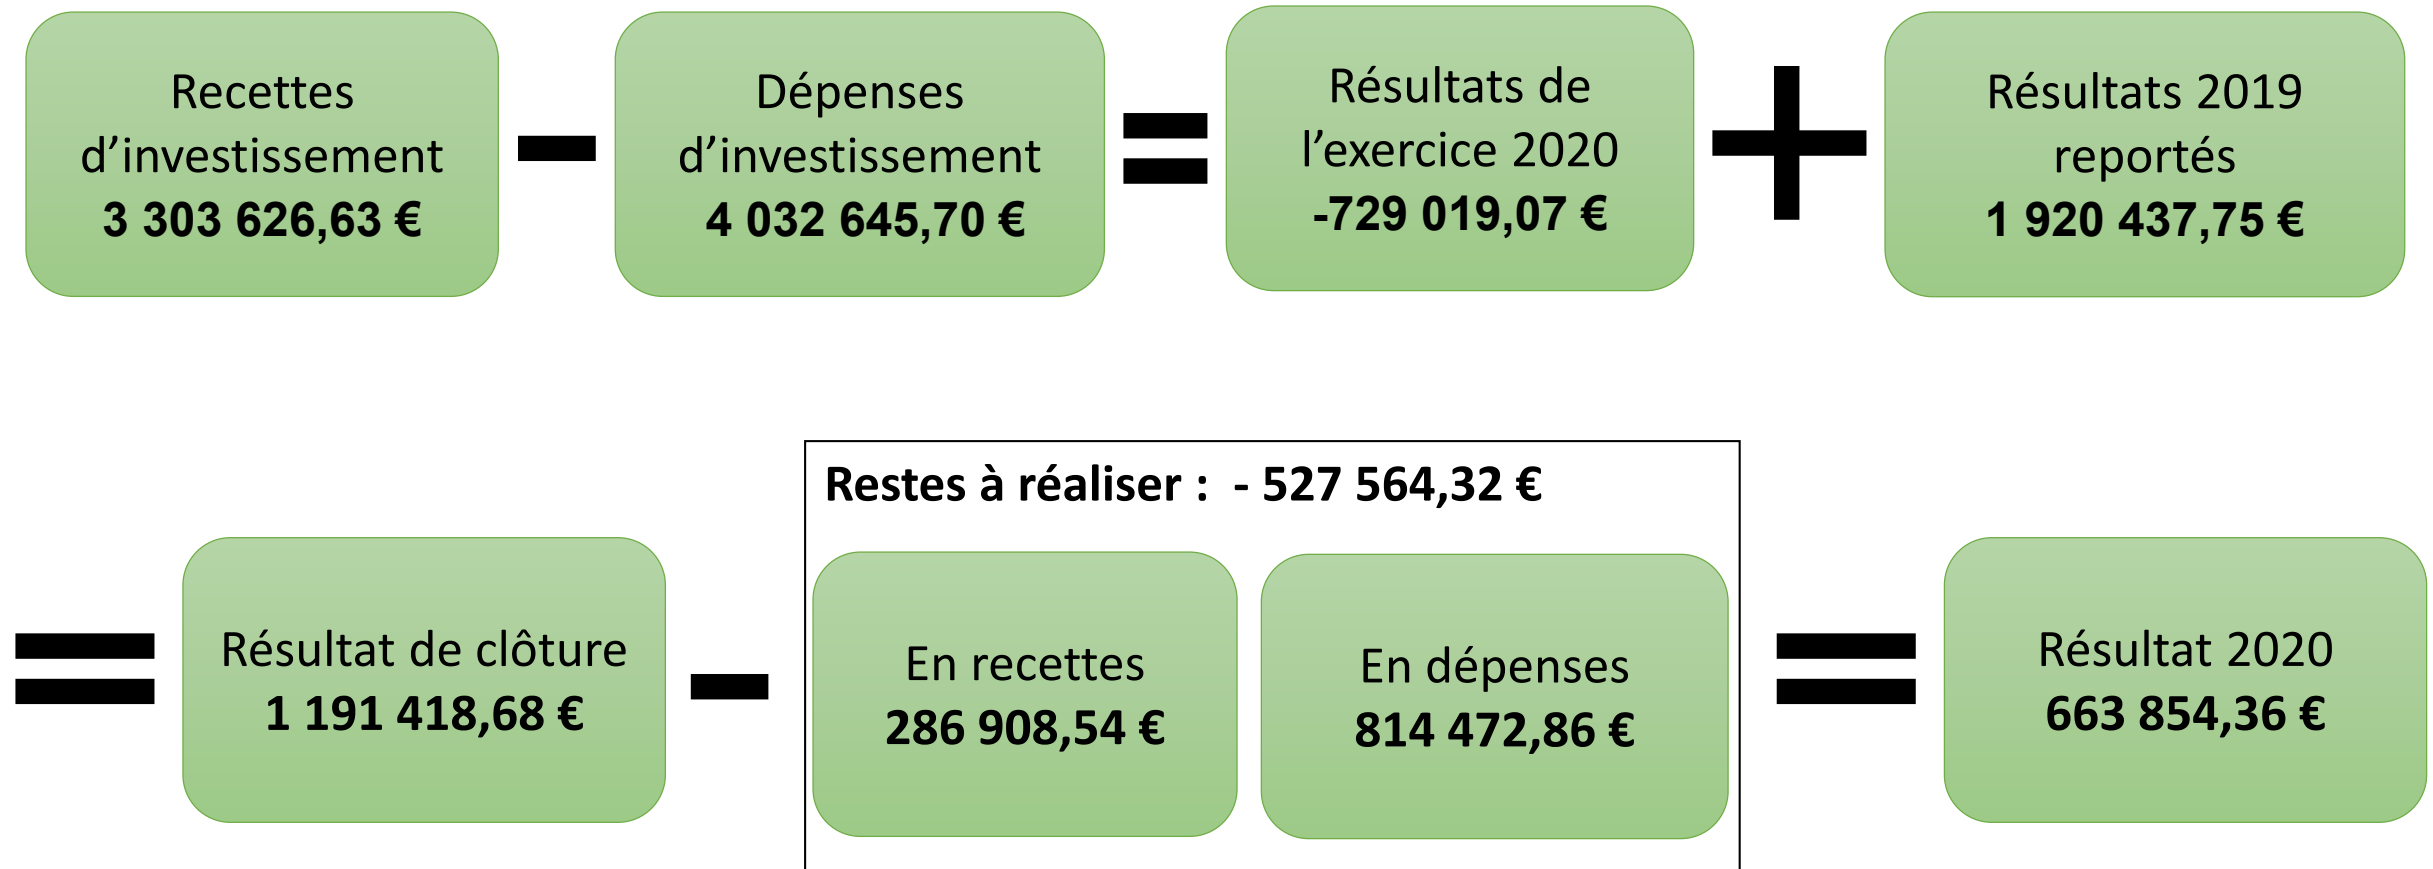 Recettes
d’investissement
3 303 626,63 €
Dépenses
d’investissement
4 032 645,70 €
Résultats de
l’exercice 2020
-729 019,07 €
Résultats 2019
reportés
1 920 437,75 €
Résultat de clôture
1 191 418,68 €
Restes à réaliser :  - 527 564,32 €
En recettes
286 908,54 €
En dépenses
814 472,86 €
Résultat 2020
663 854,36 €